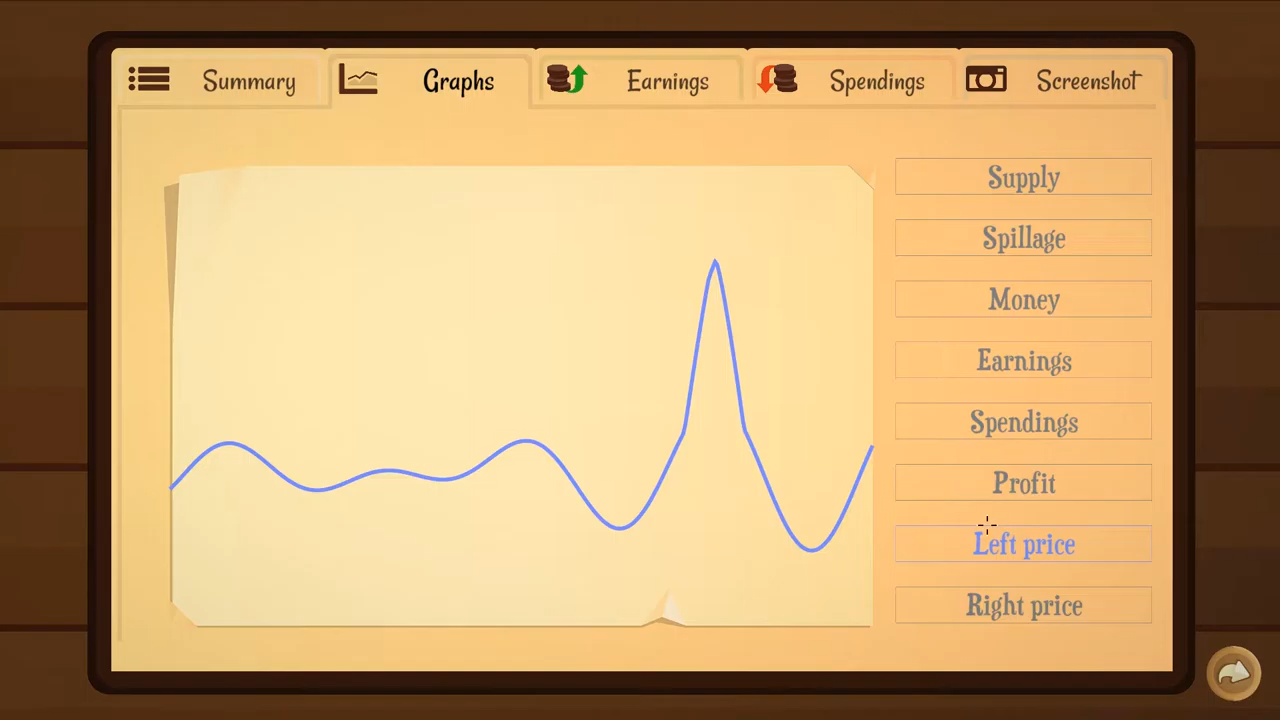 Summary
Graphs
Earnings
Spendings
Screenshot
Supply
Spillage
Money
Earnings
Spendings
Profit
Left price
Right price